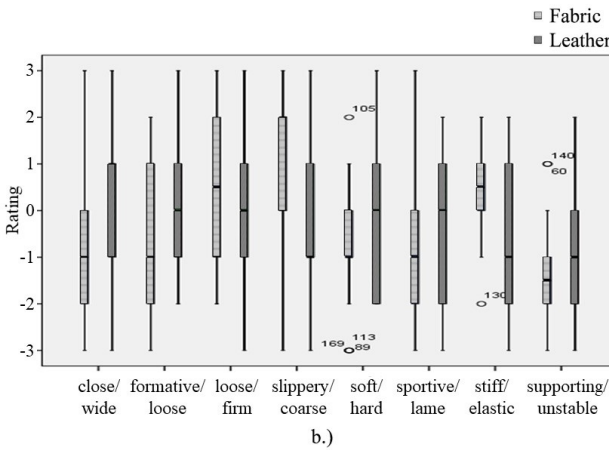 Fabric
Leather
3
2
1
0
-1
-2
-3
Rating
105
113
169
89
130
140
60
close/ formative/ loose/ slippery/ soft/ sportive/ stiff/ supporting/
wide loose firm coarse hard lame elastic unstable
b.)